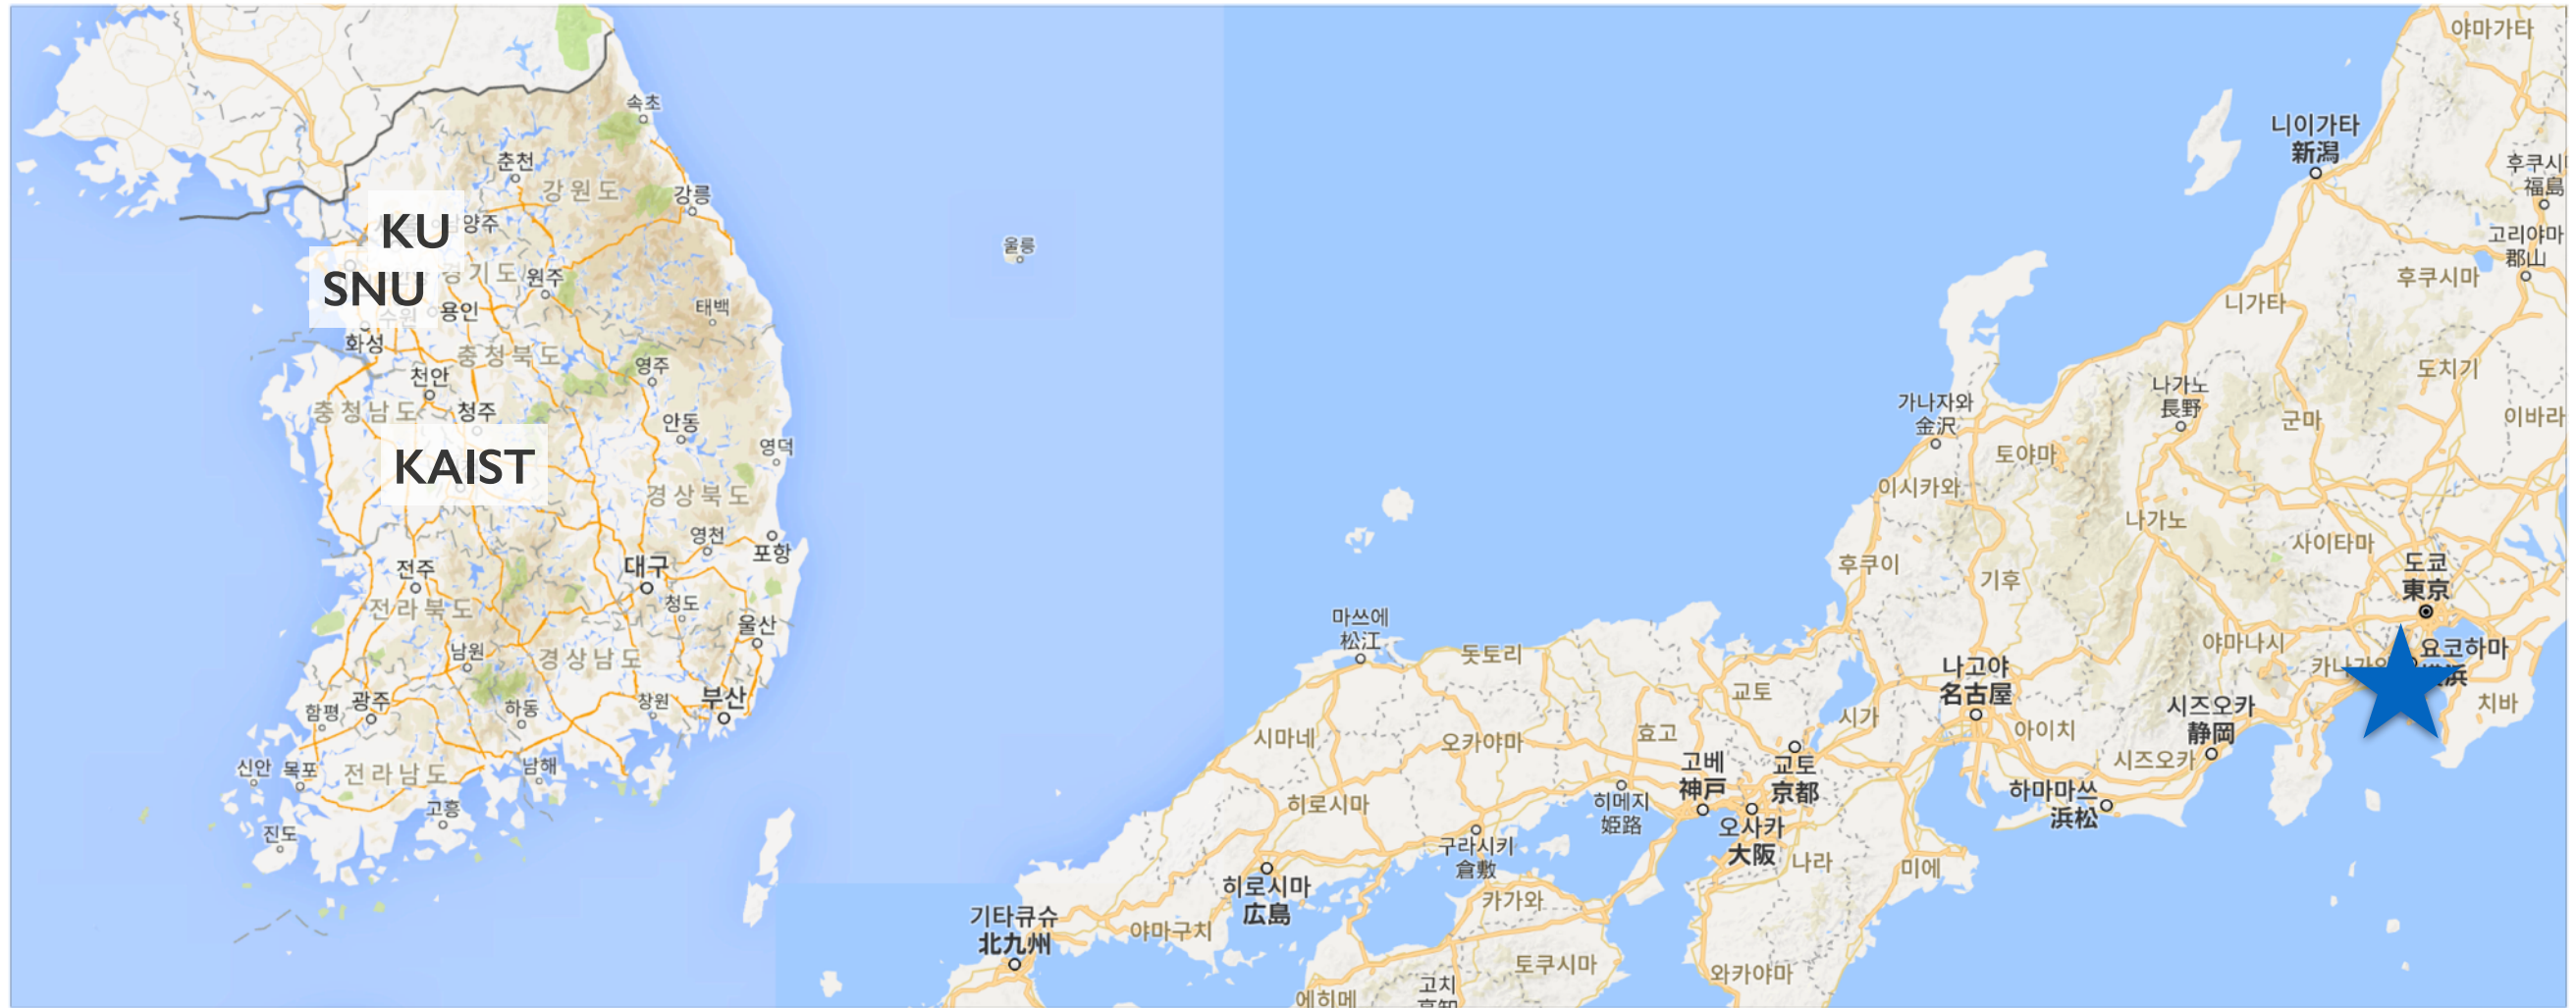 속초
춘천
강원도
강릉
KU
남양주
경기도
SNU
원주
용인
수원
화성
태백
울릉
충청북도
천안
영주
충청남도
청주
안동
영덕
KAIST
경상북도
영천
포항
전주
대구
청도
전라북도
울산
남원
경상남도
함평
광주
하동
창원
부산
신안
목포
전라남도
남해
고흥
진도
야마가타
니이가타
新潟
후쿠시
福島
고리야마
郡山
후쿠시마
니가타
도치기
나가노
長野
가나자와
金沢
군마
이바라
토야마
이시카와
나가노
사이타마
후쿠이
기후
도쿄
東京
마쓰에
松江
돗토리
야마나시
요코하마
浜
나고야
名古屋
교토
시즈오카
静岡
치바
시마네
오카야마
효고
시가
아이치
고베
神戸
교토
京都
시즈오카
히로시마
히메지
姫路
하마마쓰
浜松
오사카
大阪
구라시키
倉敷
나라
미에
히로시마
広島
카가와
기타큐슈
北九州
야마구치
토쿠시마
와카야마
고치
에히메